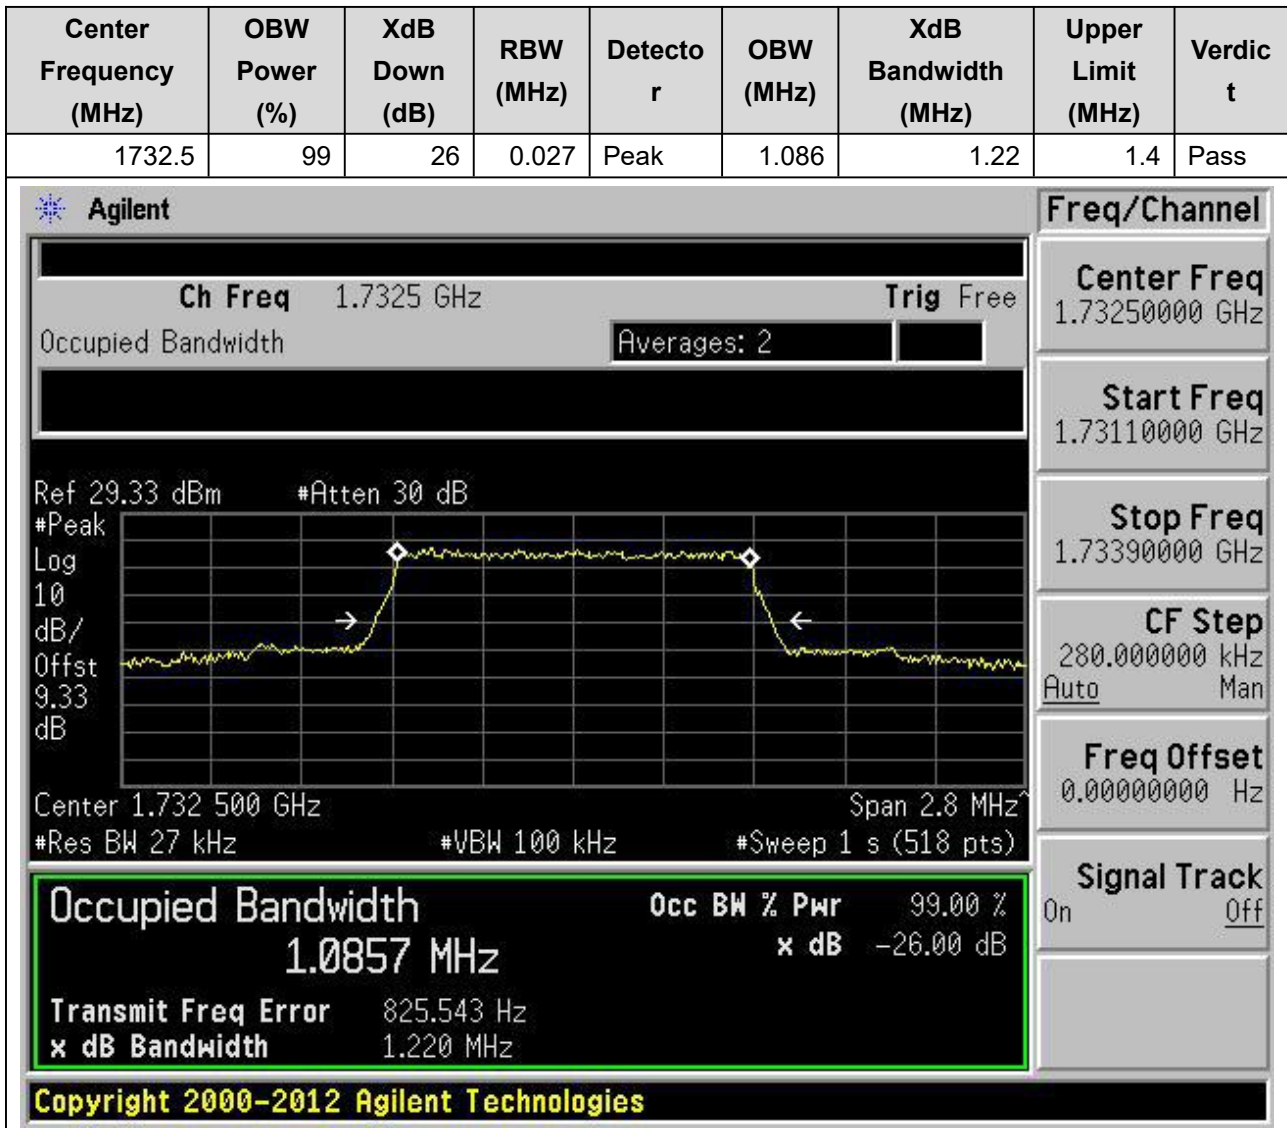 Center Frequency (MHz) OBW Power (%) XdB Down (dB) RBW (MHz) Detecto r OBW (MHz) XdB Bandwidth (MHz) Upper Limit (MHz) Verdic t
1732.5 99 26 0.027 Peak 1.086 1.22 1.4 Pass
Agilent
Freq/Channel
Ch Freq 1.7325 GHz Trig Free
Occupied Bandwidth Averages: 2
Center Freq
1.73250000 GHz
Start Freq
1.73110000 GHz
Stop Freq
1.73390000 GHz
CF Step
280.000000 kHz
Auto Man
Freq Offset
0.00000000 Hz
Signal Track
On Off
Ref 29.33 dBm #Atten 30 dB
#Peak
Log
10
dB/
Offst
9.33
dB
Center 1.732 500 GHz Span 2.8 MHz^
#Res BW 27 kHz #VBW 100 kHz #Sweep 1 s (518 pts)
Occupied Bandwidth Occ BW % Pwr 99.00 %
1.0857 MHz x dB -26.00 dB
Transmit Freq Error 825.543 Hz
x dB Bandwidth 1.220 MHz
Copyright 2000-2012 Agilent Technologies